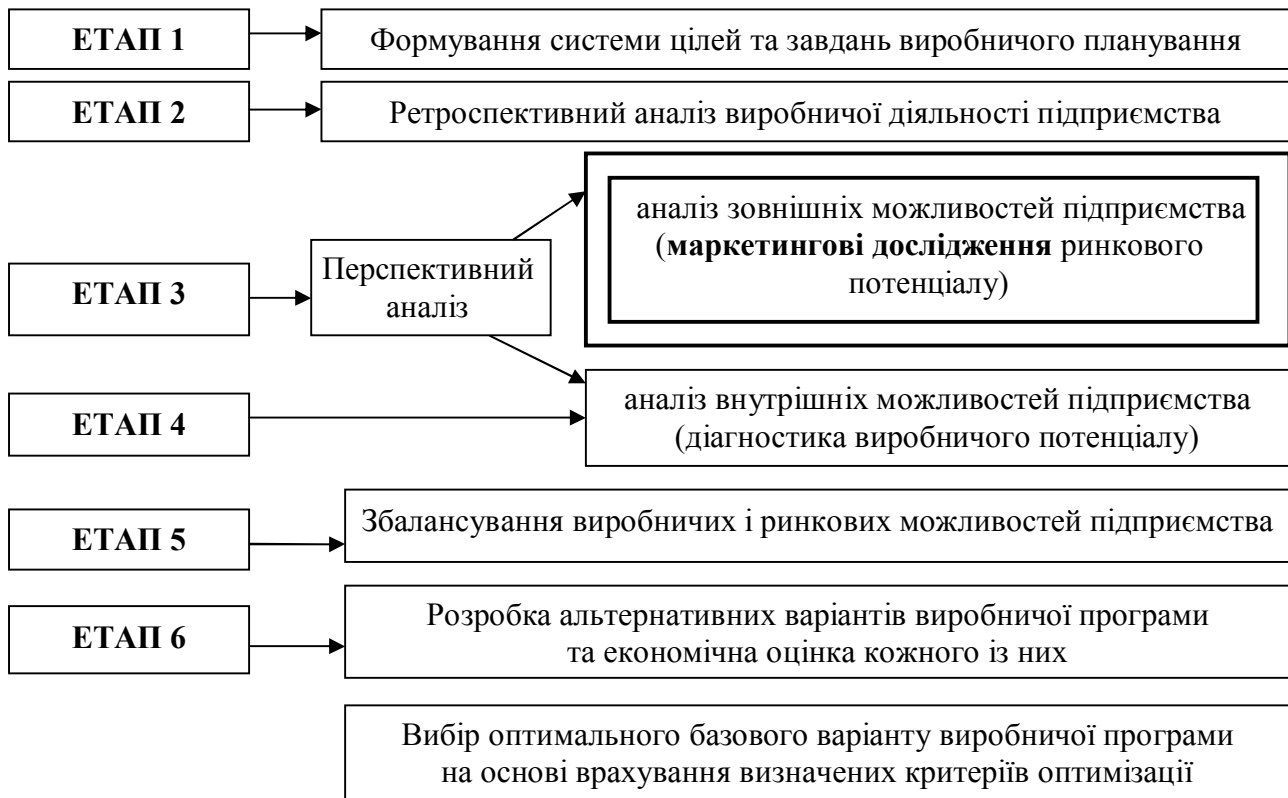 ЕТАП 1
Формування системи цілей та завдань виробничого планування
ЕТАП 2
Ретроспективний аналіз виробничої діяльності підприємства
ЕТАП 3
Перспективний
аналіз
аналіз зовнішніх можливостей підприємства
(маркетингові дослідження ринкового
потенціалу)
ЕТАП 4
аналіз внутрішніх можливостей підприємства
(діагностика виробничого потенціалу)
ЕТАП 5
Збалансування виробничих і ринкових можливостей підприємства
ЕТАП 6
Розробка альтернативних варіантів виробничої програми
та економічна оцінка кожного із них
Вибір оптимального базового варіанту виробничої програми
на основі врахування визначених критеріїв оптимізації